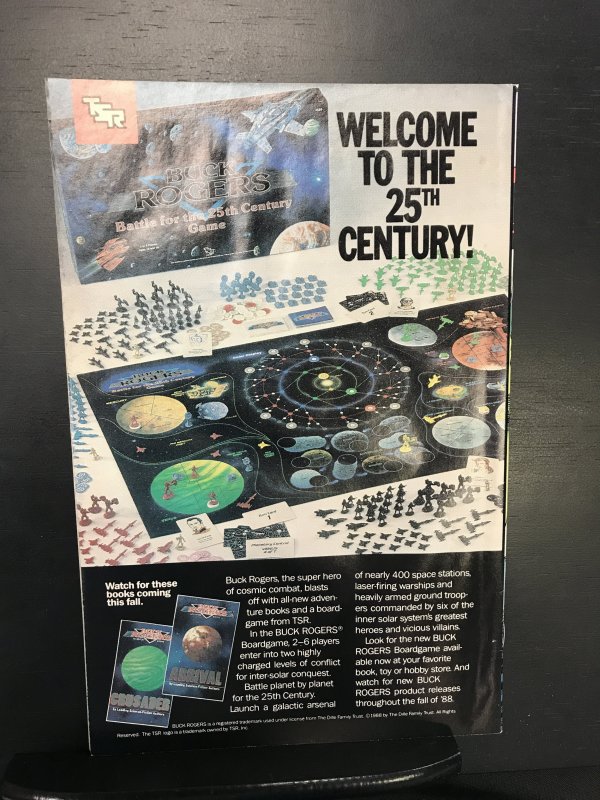 TSR
BUCK
ROGERS
Battle for the 25th Century
Game
WELCOME
TO THE
25TH
CENTURY!
BUCK
ROGERS
Watch for these
books coming
this fall.
CRUSADER
ARRIVAL
Buck Rogers, the super hero
of cosmic combat, blasts
off with all-new adven-
ture books and a board-
game from TSR.
In the BUCK ROGERS®
Boardgame, 2–6 players
enter into two highly
charged levels of conflict
for inter-solar conquest.
Battle planet by planet
for the 25th Century.
Launch a galactic arsenal
of nearly 400 space stations,
laser-firing warships and
heavily armed ground troop-
ers commanded by six of the
inner solar system's greatest
heroes and vicious villains.
Look for the new BUCK
ROGERS Boardgame avail-
able now at your favorite
book, toy or hobby store. And
watch for new BUCK
ROGERS product releases
throughout the fall of '88.
BUCK ROGERS is a registered trademark used under license from The Dille Family Trust. ©1988 by The Dille Family Trust. All Rights
Reserved. The TSR logo is a trademark owned by TSR, Inc.